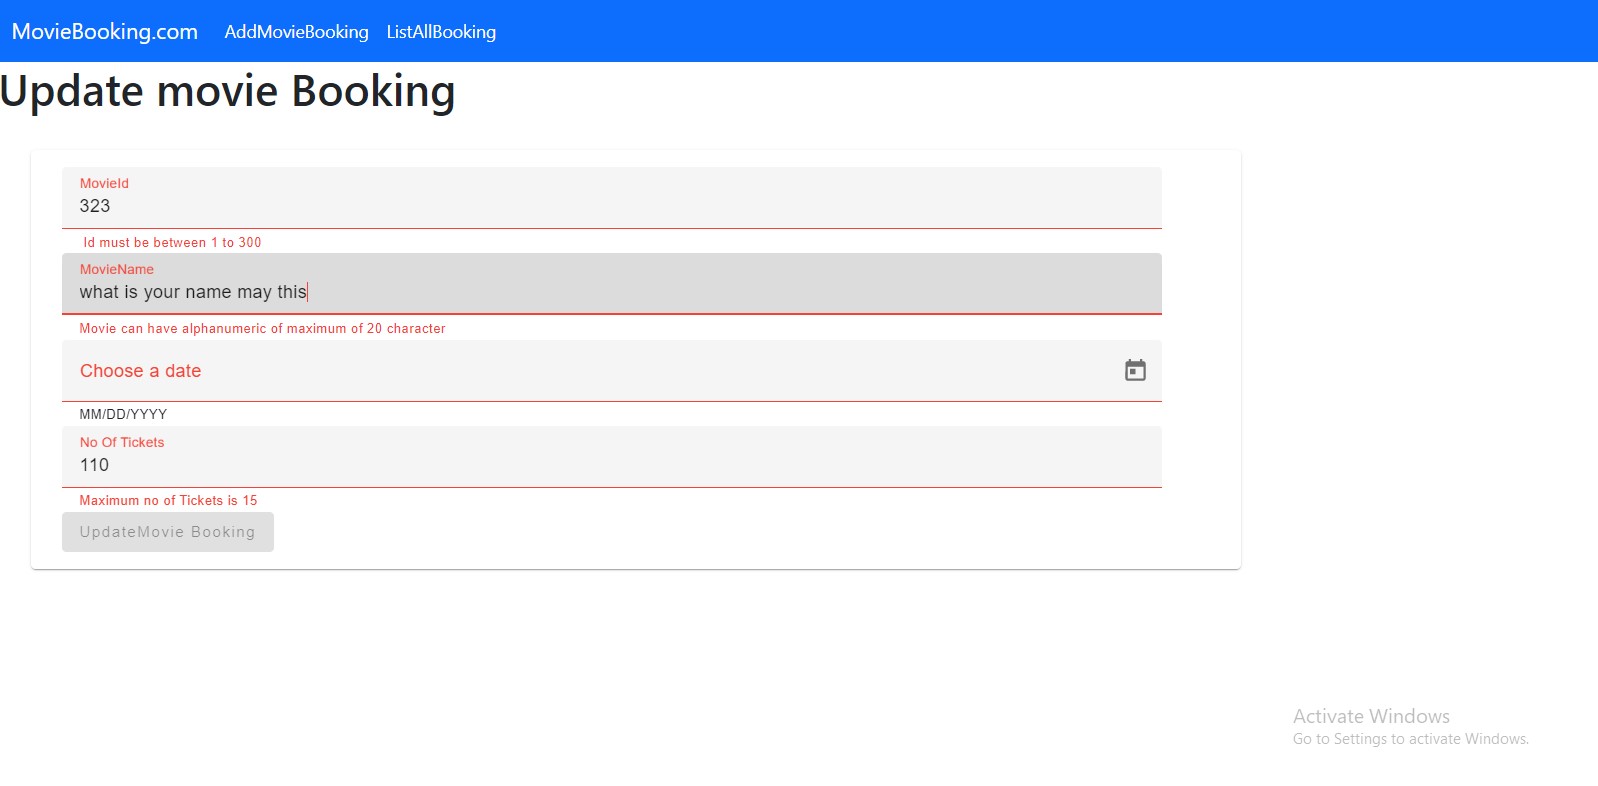 MovieBooking.com AddMovieBooking ListAllBooking
Update movie Booking
MovieId
323
Id must be between 1 to 300
MovieName
what is your name may this
Movie can have alphanumeric of maximum of 20 character
Choose a date
MM/DD/YYYY
No Of Tickets
110
Maximum no of Tickets is 15
UpdateMovie Booking
Activate Windows
Go to Settings to activate Windows.